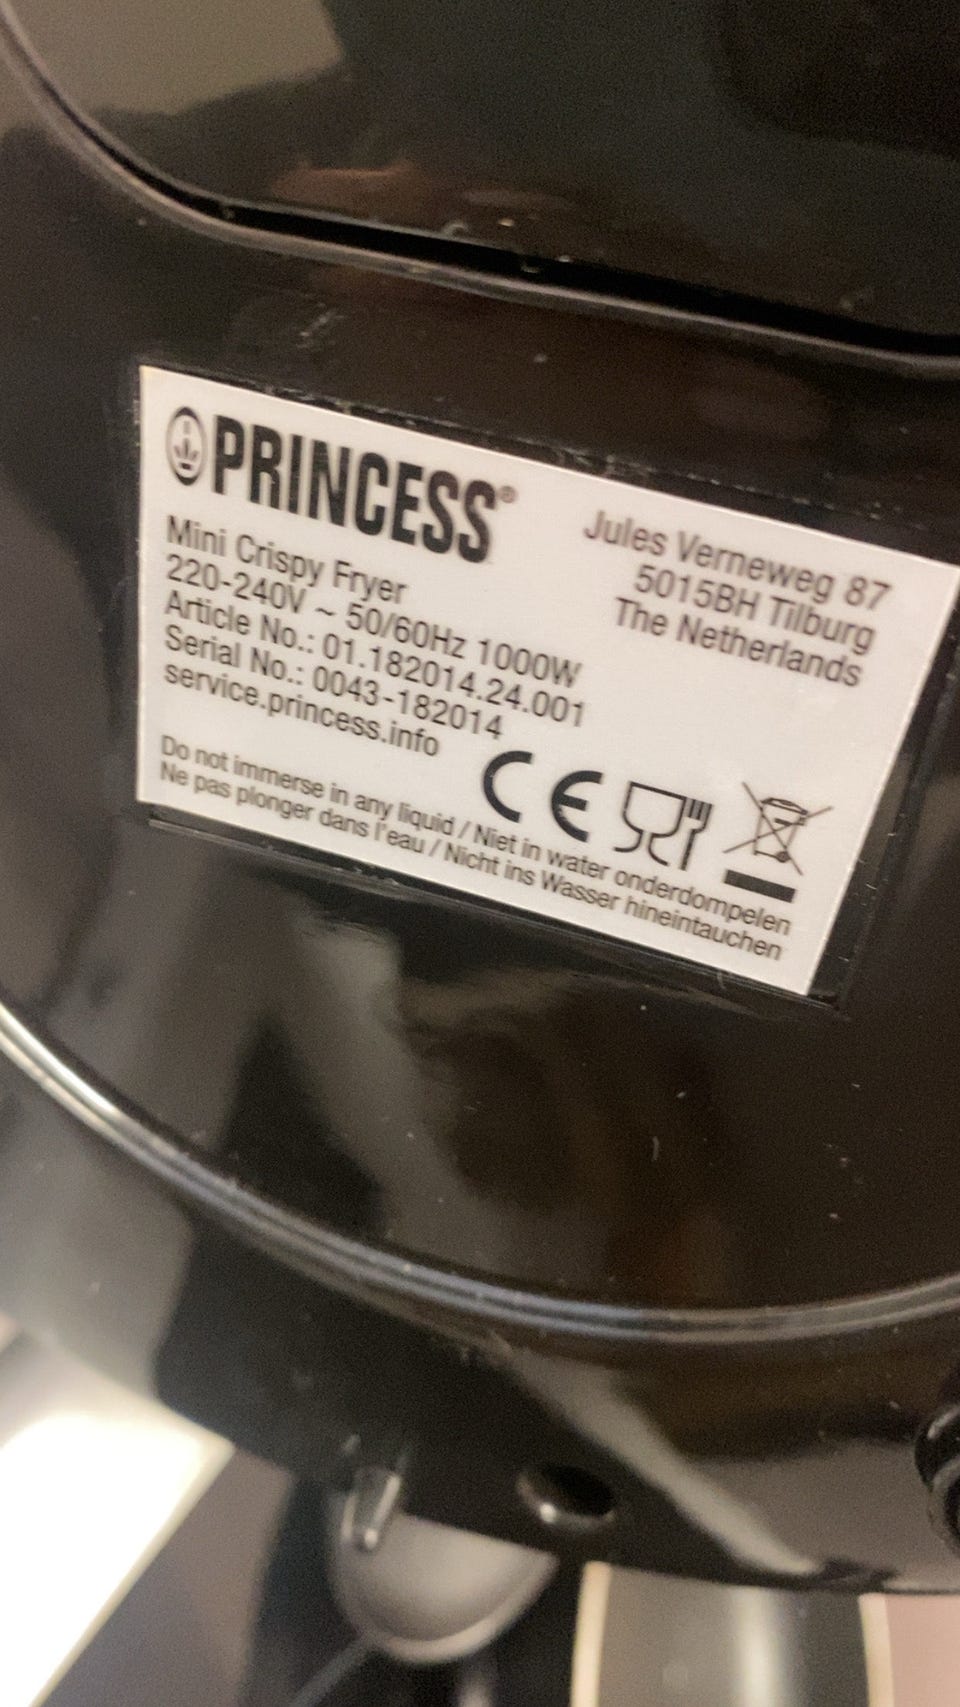 PRINCESS®
Mini Crispy Fryer
220-240V ~ 50/60Hz 1000W
Article No.: 01.182014.24.001
Serial No.: 0043-182014
service.princess.info
Jules Verneweg 87
5015BH Tilburg
The Netherlands
CE
Do not immerse in any liquid / Niet in water onderdompelen
Ne pas plonger dans l'eau / Nicht ins Wasser hineintauchen